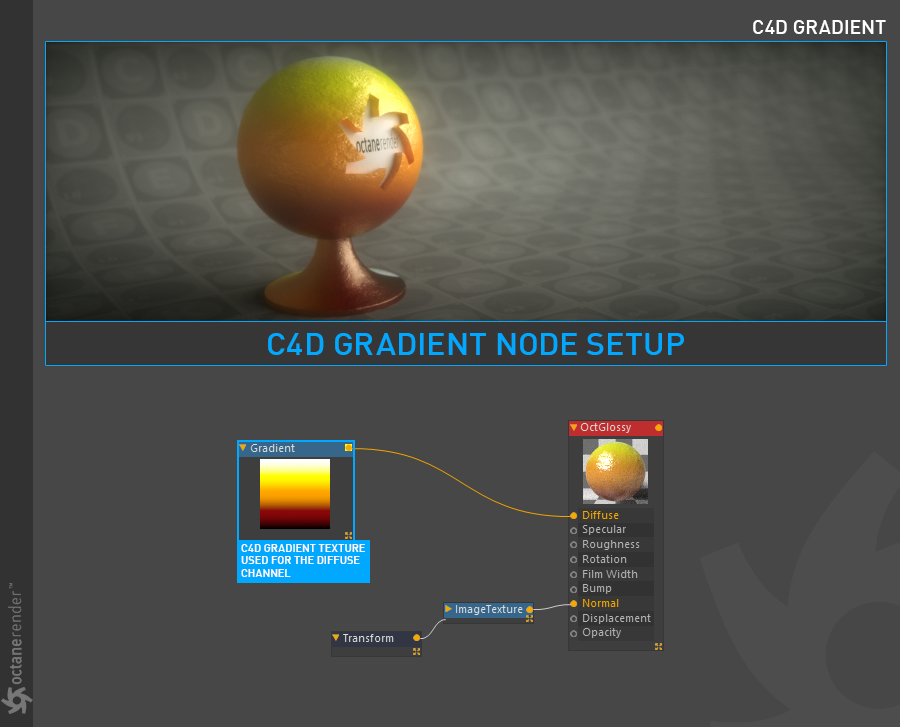 C4D GRADIENT
octanerender
C4D GRADIENT NODE SETUP
Gradient
C4D GRADIENT TEXTURE
USED FOR THE DIFFUSE
CHANNEL
OctGlossy
Diffuse
Specular
Roughness
Rotation
Film Width
Bump
Normal
Displacement
Opacity
ImageTexture
Transform
octanerender™